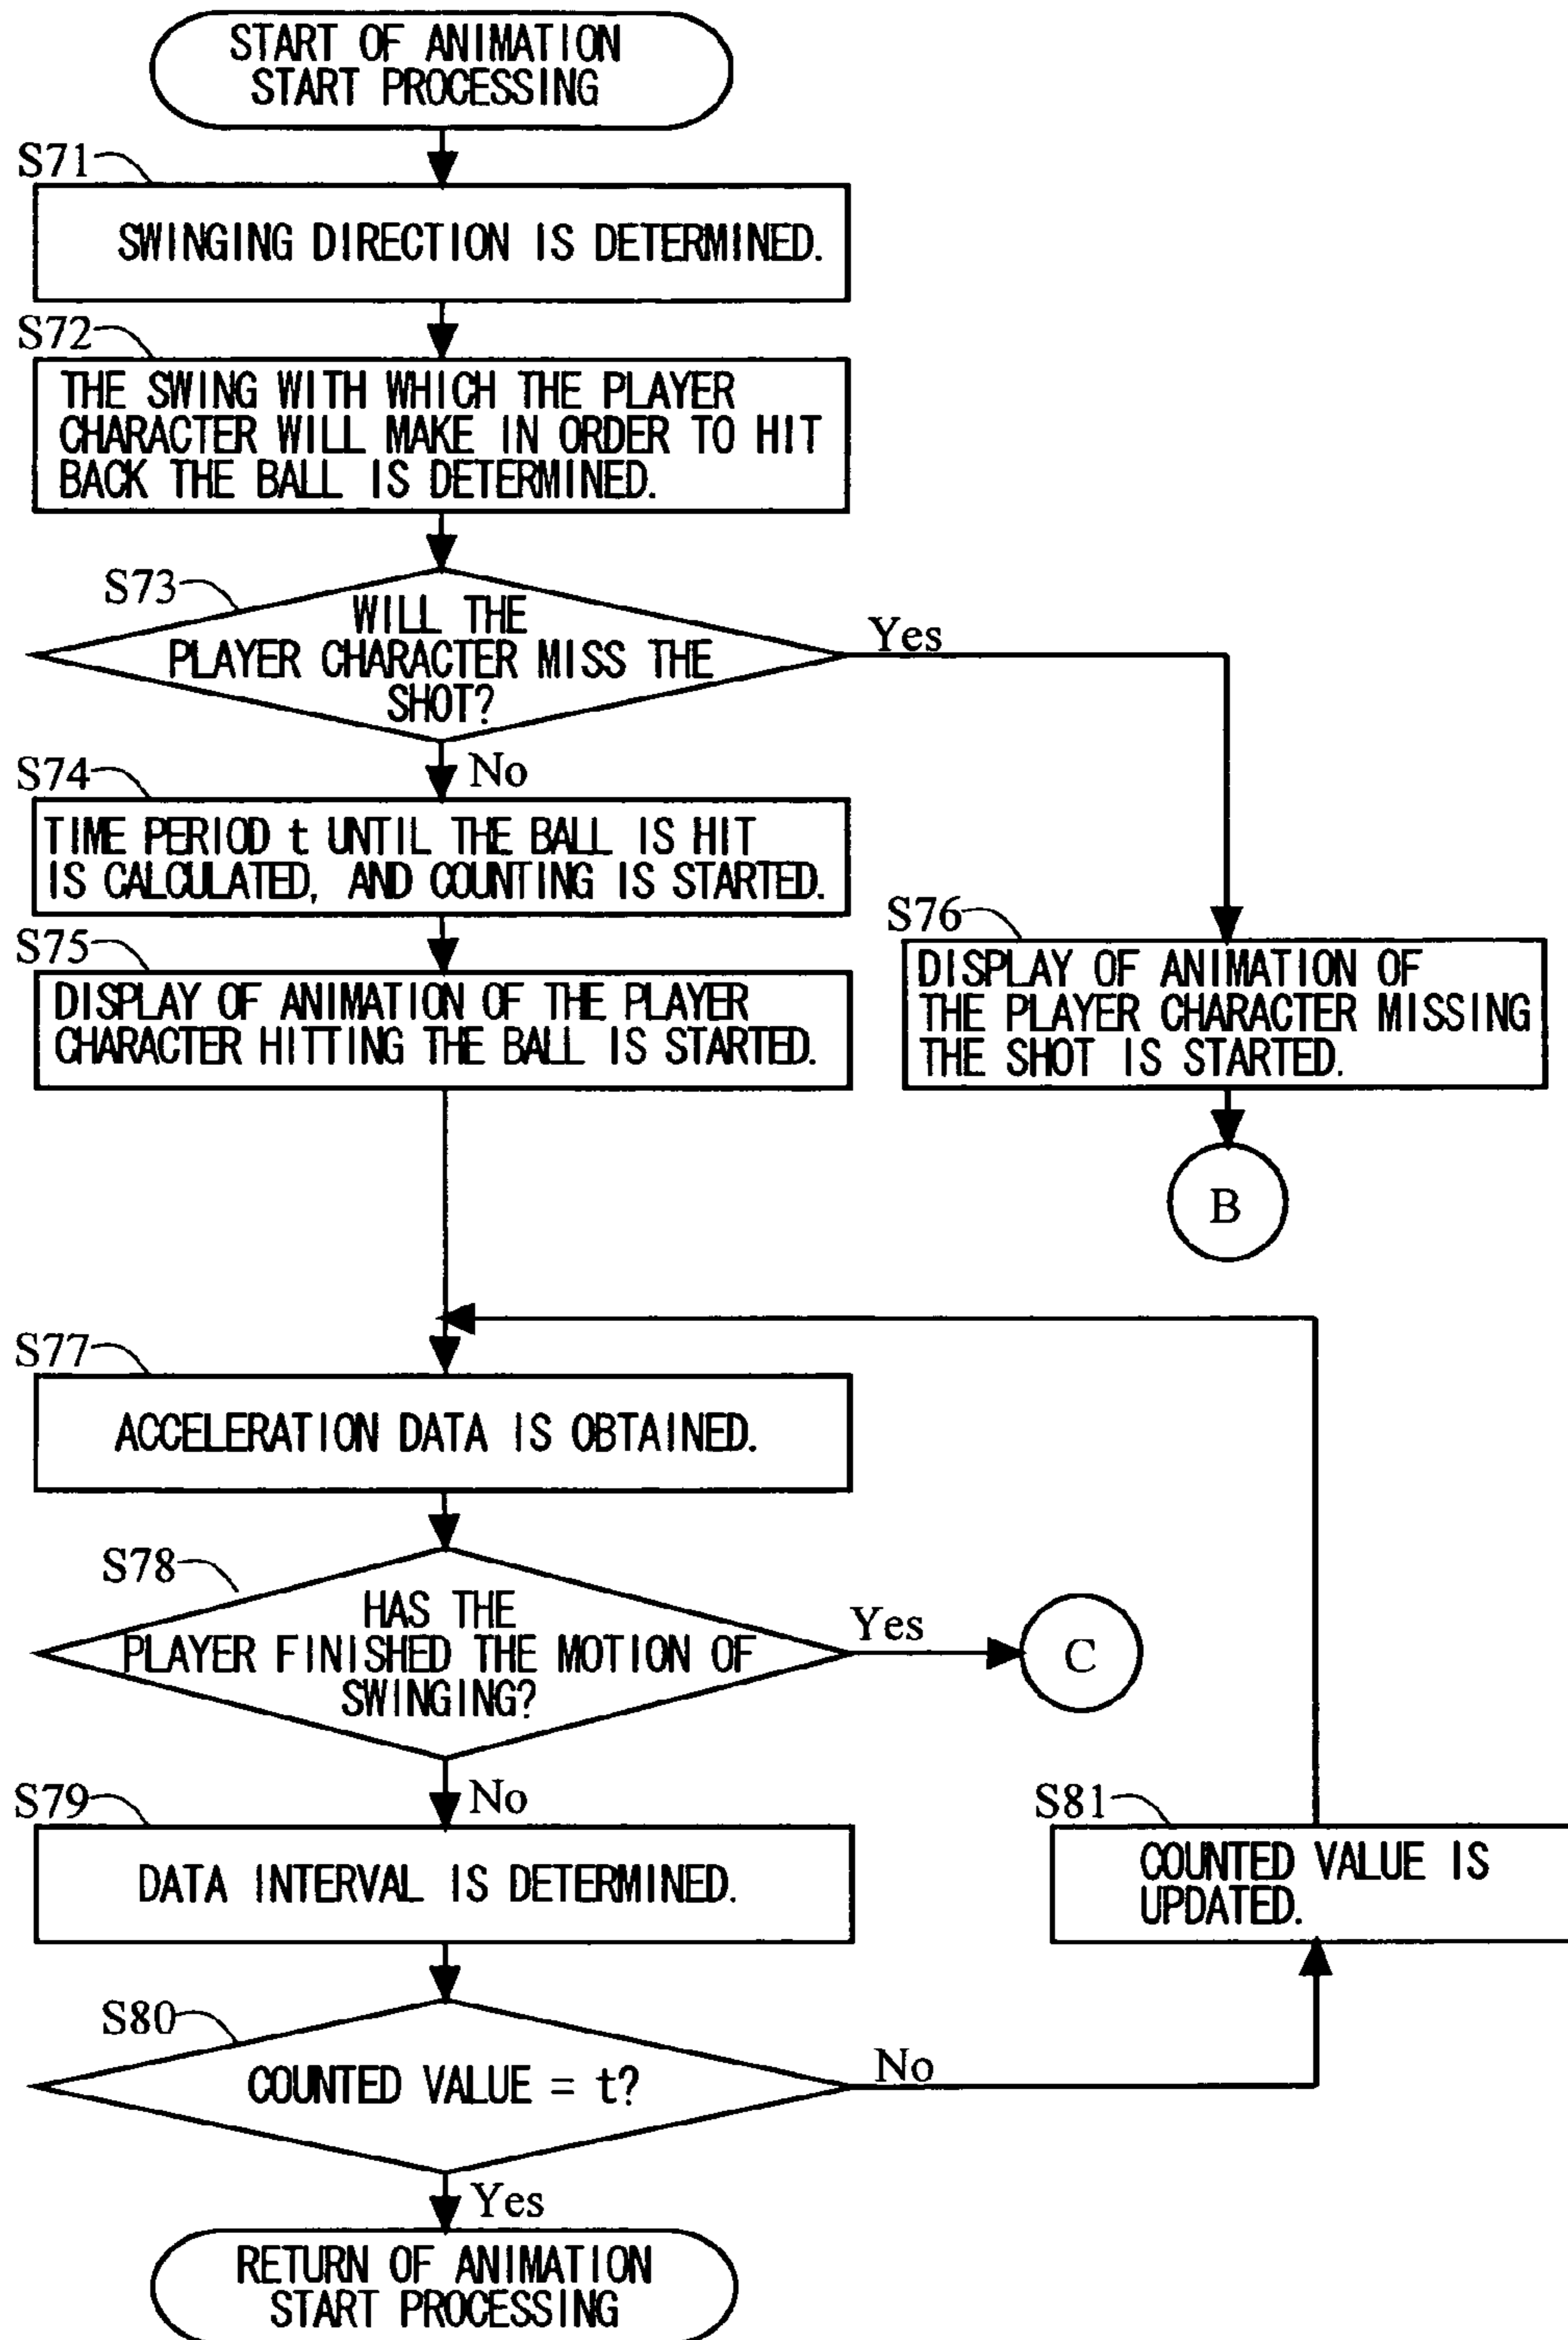 START OF ANIMATION
START PROCESSING
S71
SWINGING DIRECTION IS DETERMINED.
S72
THE SWING WITH WHICH THE PLAYER
CHARACTER WILL MAKE IN ORDER TO HIT
BACK THE BALL IS DETERMINED.
S73
WILL THE
PLAYER CHARACTER MISS THE
SHOT?
Yes
No
S74
TIME PERIOD t UNTIL THE BALL IS HIT
IS CALCULATED, AND COUNTING IS STARTED.
S75
DISPLAY OF ANIMATION OF THE PLAYER
CHARACTER HITTING THE BALL IS STARTED.
S76
DISPLAY OF ANIMATION OF
THE PLAYER CHARACTER MISSING
THE SHOT IS STARTED.
B
S77
ACCELERATION DATA IS OBTAINED.
S78
HAS THE
PLAYER FINISHED THE MOTION OF
SWINGING?
Yes
C
No
S79
DATA INTERVAL IS DETERMINED.
S81
COUNTED VALUE IS
UPDATED.
S80
COUNTED VALUE = t?
No
Yes
RETURN OF ANIMATION
START PROCESSING